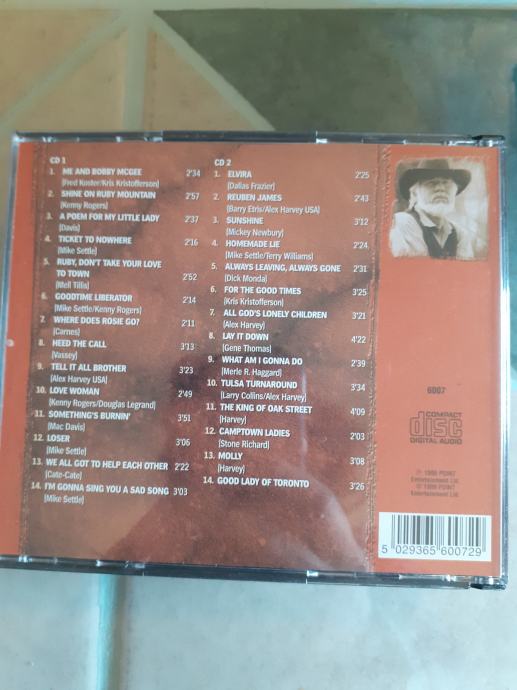 CD 1
1. ME AND BOBBY MCGEE 2'34
(Fred Koster/Kris Kristofferson)
2. SHINE ON RUBY MOUNTAIN 2'57
(Kenny Rogers)
3. A POEM FOR MY LITTLE LADY 2'37
(Davis)
4. TICKET TO NOWHERE 2'16
(Mike Settle)
5. RUBY, DON'T TAKE YOUR LOVE
TO TOWN 2'52
(Mell Tillis)
6. GOODTIME LIBERATOR 2'14
(Mike Settle/Kenny Rogers)
7. WHERE DOES ROSIE GO? 2'11
(Carnes)
8. HEED THE CALL 3'13
(Vassey)
9. TELL IT ALL BROTHER 3'23
(Alex Harvey USA)
10. LOVE WOMAN 2'49
(Kenny Rogers/Douglas Legrand)
11. SOMETHING'S BURNIN' 3'51
(Mac Davis)
12. LOSER 3'06
(Mike Settle)
13. WE ALL GOT TO HELP EACH OTHER 2'22
(Cate-Cate)
14. I'M GONNA SING YOU A SAD SONG 3'03
(Mike Settle)
CD 2
1. ELVIRA 2'25
(Dallas Frazier)
2. REUBEN JAMES 2'43
(Barry Etris/Alex Harvey USA)
3. SUNSHINE 3'12
(Mickey Newbury)
4. HOMEMADE LIE 2'24
(Mike Settle/Terry Williams)
5. ALWAYS LEAVING, ALWAYS GONE 2'31
(Dick Monda)
6. FOR THE GOOD TIMES 3'25
(Kris Kristofferson)
7. ALL GOD'S LONELY CHILDREN 3'21
(Alex Harvey)
8. LAY IT DOWN 4'22
(Gene Thomas)
9. WHAT AM I GONNA DO 2'39
(Merle R. Haggard)
10. TULSA TURNAROUND 3'34
(Larry Collins/Alex Harvey)
11. THE KING OF OAK STREET 4'09
(Harvey)
12. CAMPTOWN LADIES 2'03
(Stone Richard)
13. MOLLY 3'08
(Harvey)
14. GOOD LADY OF TORONTO 3'26
6007
COMPACT
disc
DIGITAL AUDIO
POINT
Entertainment Ltd.
POINT
Entertainment Ltd.
5 029365 600729